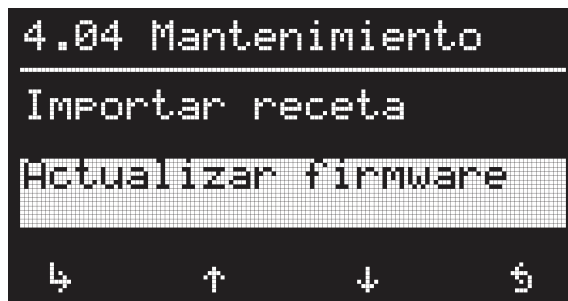 4.04 Mantenimiento
Importar receta
Actualizar firmware
↳ ↑ ↓ ⮌